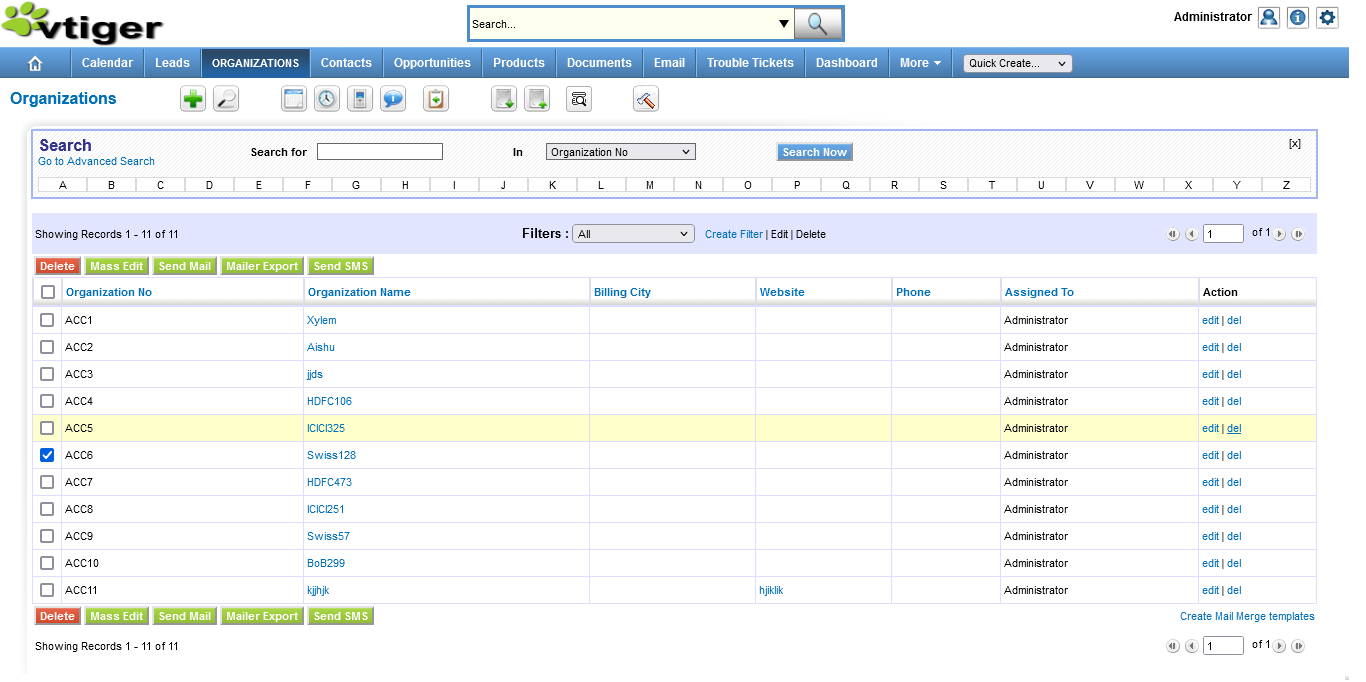 vtiger
Search...
Administrator
Calendar Leads ORGANIZATIONS Contacts Opportunities Products Documents Email Trouble Tickets Dashboard More Quick Create...
Organizations
Search
Go to Advanced Search
Search for In Organization No Search Now [x]
A B C D E F G H I J K L M N O P Q R S T U V W X Y Z
Showing Records 1 - 11 of 11 Filters : All Create Filter | Edit | Delete 1 of 1
Delete Mass Edit Send Mail Mailer Export Send SMS
Organization No Organization Name Billing City Website Phone Assigned To Action
ACC1 Xylem Administrator edit | del
ACC2 Aishu Administrator edit | del
ACC3 jjds Administrator edit | del
ACC4 HDFC106 Administrator edit | del
ACC5 ICICI325 Administrator edit | del
ACC6 Swiss128 Administrator edit | del
ACC7 HDFC473 Administrator edit | del
ACC8 ICICI251 Administrator edit | del
ACC9 Swiss57 Administrator edit | del
ACC10 BoB299 Administrator edit | del
ACC11 kjjhjk hjiklik Administrator edit | del
Delete Mass Edit Send Mail Mailer Export Send SMS Create Mail Merge templates
Showing Records 1 - 11 of 11 1 of 1